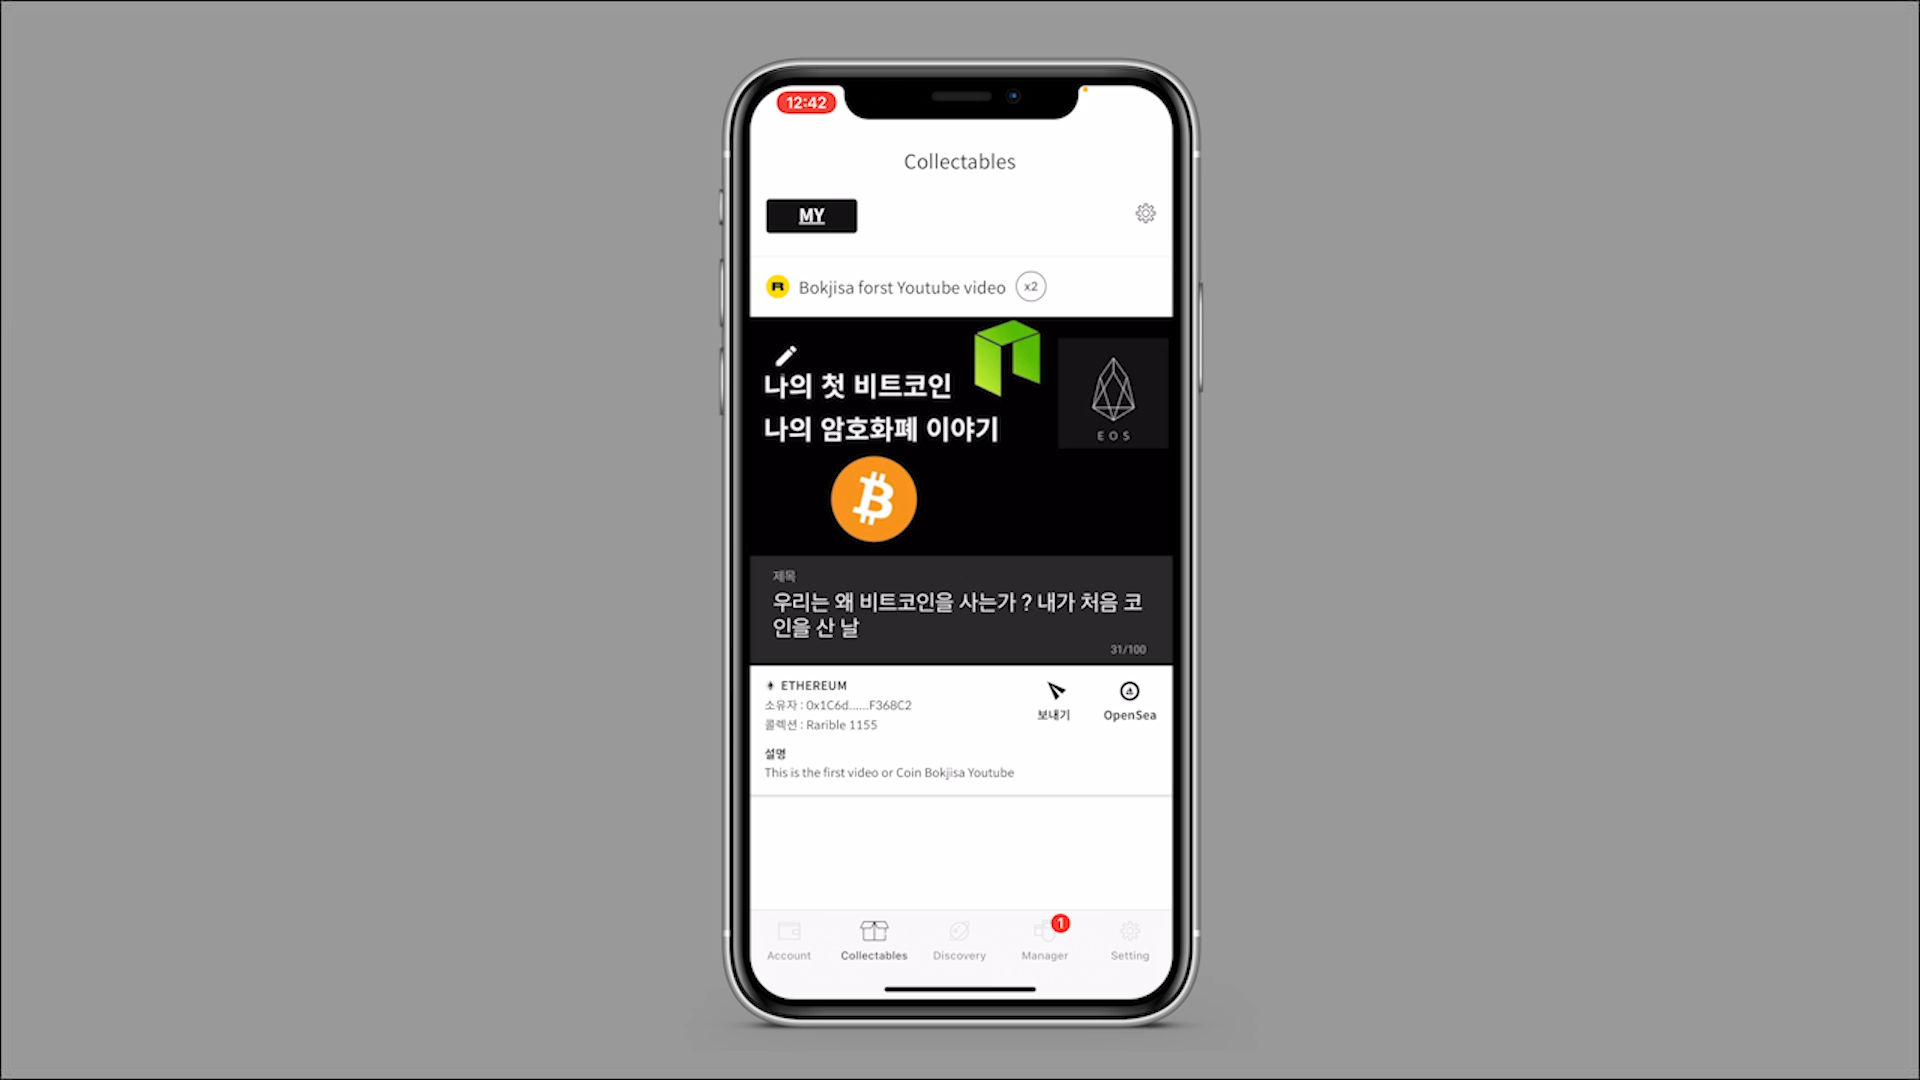 12:42
Collectables
MY
R Bokjisa forst Youtube video x2
나의 첫 비트코인
나의 암호화폐 이야기
EOS
제목
우리는 왜 비트코인을 사는가 ? 내가 처음 코
인을 산 날
31/100
ETHEREUM
소유자 : 0x1C6d......F368C2
콜렉션 : Rarible 1155
보내기
OpenSea
설명
This is the first video or Coin Bokjisa Youtube
1
Account
Collectables
Discovery
Manager
Setting